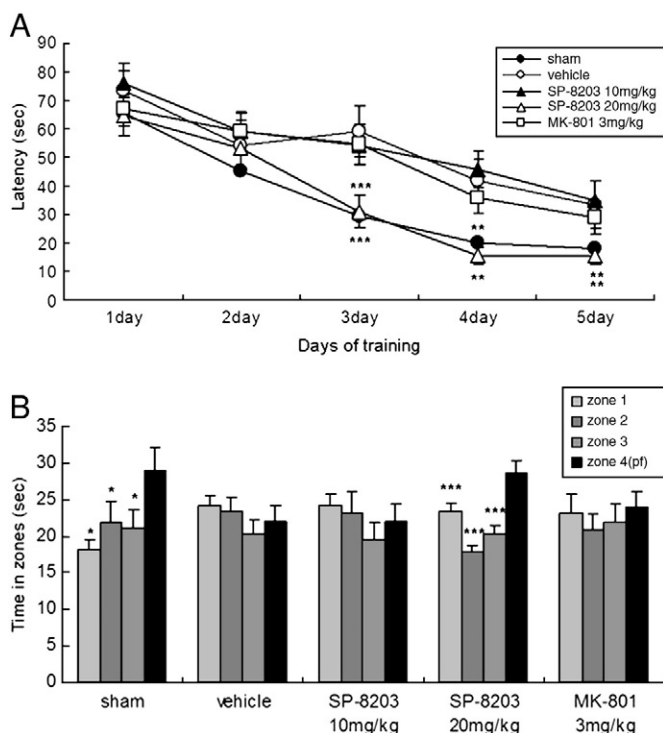 A
90
80
70
60
50
40
30
20
10
0
Latency (sec)
sham
vehicle
SP-8203 10mg/kg
SP-8203 20mg/kg
MK-801 3mg/kg
***
***
**
**
**
**
1day 2day 3day 4day 5day
Days of training
B
35
30
25
20
15
10
5
0
Time in zones (sec)
zone 1
zone 2
zone 3
zone 4(pf)
* * *
*** *** ***
sham vehicle SP-8203 SP-8203 MK-801
10mg/kg 20mg/kg 3mg/kg